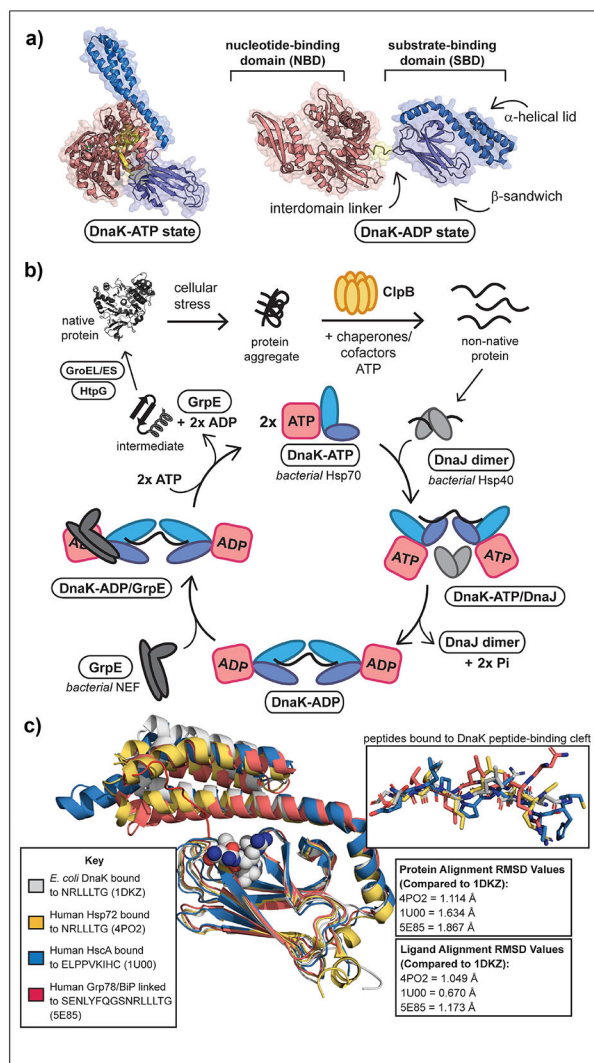 a)
nucleotide-binding
domain (NBD)
substrate-binding
domain (SBD)
α-helical lid
interdomain linker
β-sandwich
DnaK-ATP state
DnaK-ADP state
b)
native
protein
cellular
stress
protein
aggregate
ClpB
+ chaperones/
cofactors
ATP
non-native
protein
GroEL/ES
HtpG
intermediate
GrpE
+ 2x ADP
2x ATP
2x
ATP
DnaK-ATP
bacterial Hsp70
DnaJ dimer
bacterial Hsp40
ADP
ADP
DnaK-ADP/GrpE
ATP
ATP
DnaK-ATP/DnaJ
GrpE
bacterial NEF
ADP
ADP
DnaK-ADP
DnaJ dimer
+ 2x Pi
c)
peptides bound to DnaK peptide-binding cleft
Key
E. coli DnaK bound
to NRLLLTG (1DKZ)
Human Hsp72 bound
to NRLLLTG (4PO2)
Human HscA bound
to ELPPVKIHC (1U00)
Human Grp78/BiP linked
to SENLYFQGSNRLLLTG
(5E85)
Protein Alignment RMSD Values
(Compared to 1DKZ):
4PO2 = 1.114 Å
1U00 = 1.634 Å
5E85 = 1.867 Å
Ligand Alignment RMSD Values
(Compared to 1DKZ):
4PO2 = 1.049 Å
1U00 = 0.670 Å
5E85 = 1.173 Å